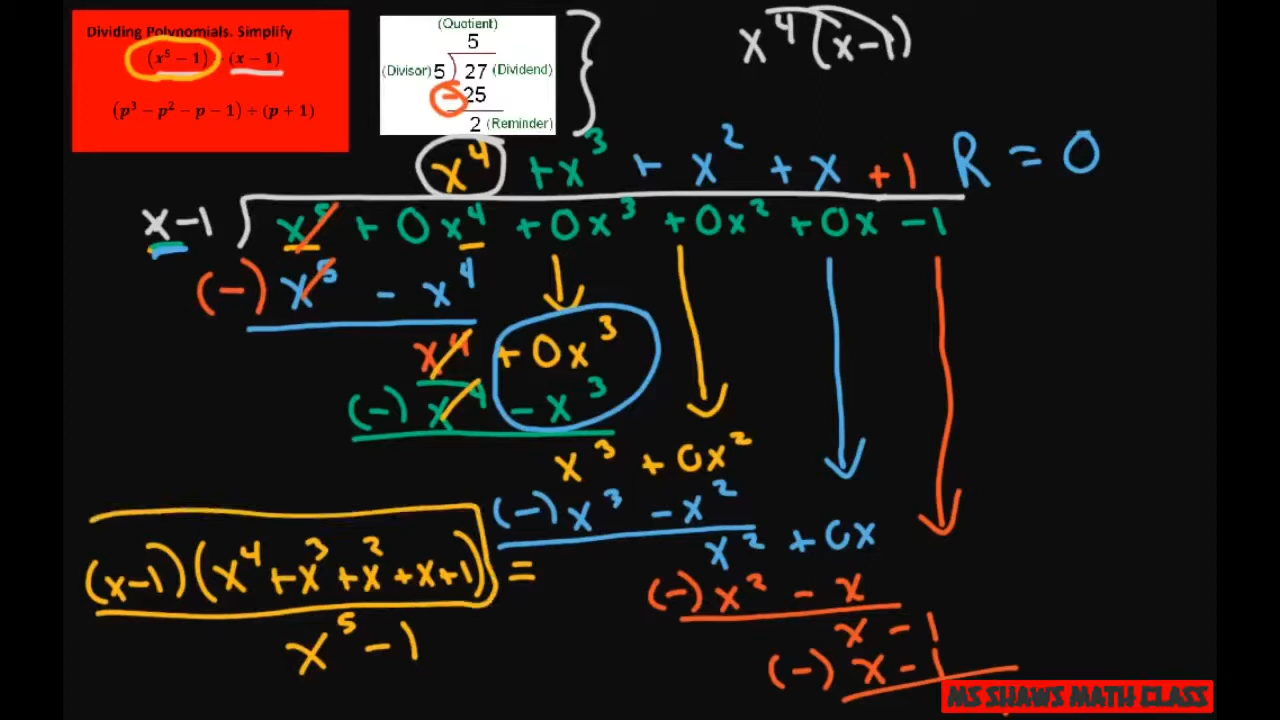 Dividing Polynomials. Simplify
(x⁵ − 1) (x − 1)
(p³ − p² − p − 1) ÷ (p + 1)
(Quotient)
5
(Divisor) 5 ) 27 (Dividend)
− 25
2 (Reminder)
x⁴(x−1)
x⁴ + x³ + x² + x + 1 R = 0
x−1 ) x⁵ + 0x⁴ + 0x³ + 0x² + 0x − 1
(−) x⁵ − x⁴
x⁴ + 0x³
(−) x⁴ − x³
x³ + 0x²
(−) x³ − x²
x² + 0x
(−) x² − x
x − 1
(−) x − 1
(x−1)(x⁴+x³+x²+x+1) =
x⁵ − 1
MS SHAWS MATH CLASS